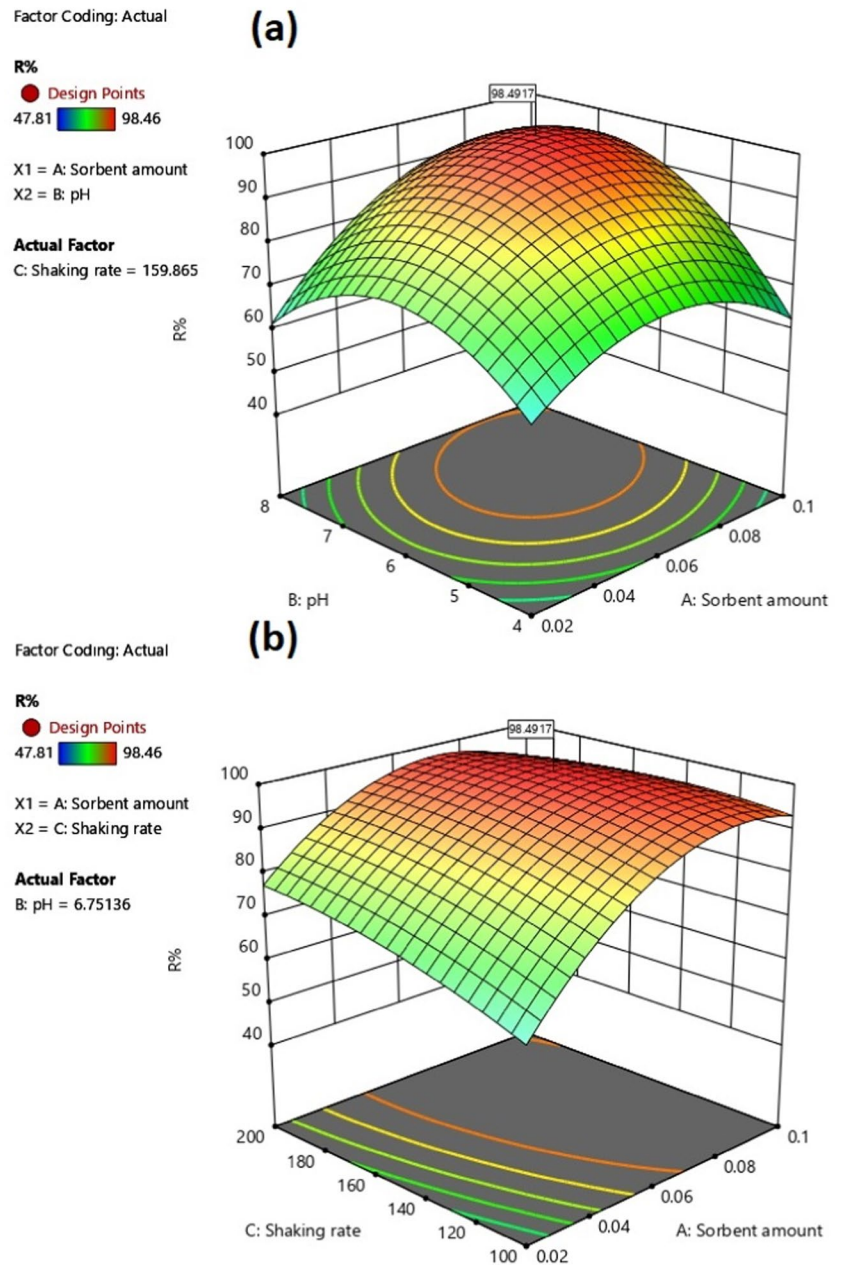 Factor Coding: Actual
(a)
R%
Design Points
47.81 98.46
X1 = A: Sorbent amount
X2 = B: pH
Actual Factor
C: Shaking rate = 159.865
98.4917
100
90
80
70
60
50
40
R%
8
7
6
5
4
B: pH
0.1
0.08
0.06
0.04
0.02
A: Sorbent amount
Factor Coding: Actual
(b)
R%
Design Points
47.81 98.46
X1 = A: Sorbent amount
X2 = C: Shaking rate
Actual Factor
B: pH = 6.75136
98.4917
100
90
80
70
60
50
40
R%
200
180
160
140
120
100
C: Shaking rate
0.1
0.08
0.06
0.04
0.02
A: Sorbent amount